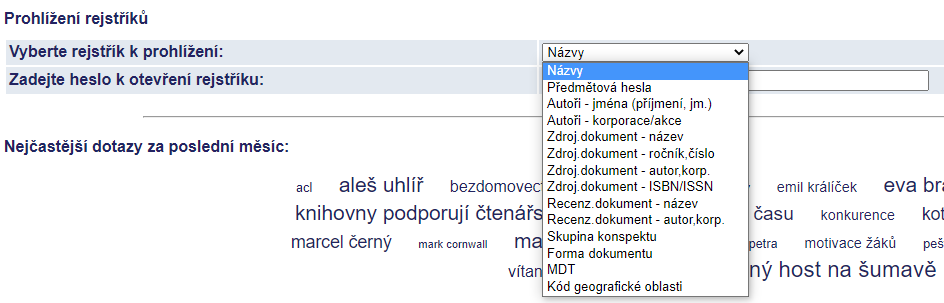 Prohlížení rejstříků
Vyberte rejstřík k prohlížení:
Názvy
Zadejte heslo k otevření rejstříku:
Názvy
Předmětová hesla
Autoři - jména (příjmení, jm.)
Autoři - korporace/akce
Zdroj.dokument - název
Zdroj.dokument - ročník,číslo
Zdroj.dokument - autor,korp.
Zdroj.dokument - ISBN/ISSN
Recenz.dokument - název
Recenz.dokument - autor,korp.
Skupina konspektu
Forma dokumentu
MDT
Kód geografické oblasti
Nejčastější dotazy za poslední měsíc:
acl aleš uhlíř emil králíček eva
knihovny podporují času konkurence
marcel černý mark cornwall petra motivace žáků
host na šumavě